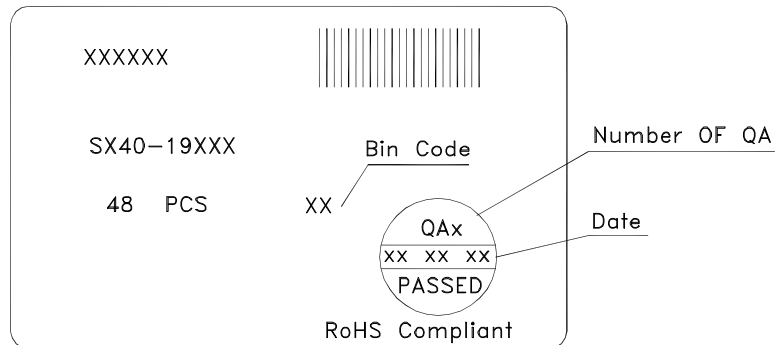 XXXXXX
SX40-19XXX
Bin Code
Number OF QA
48 PCS
XX
QAx
Date
XX XX XX
PASSED
RoHS Compliant